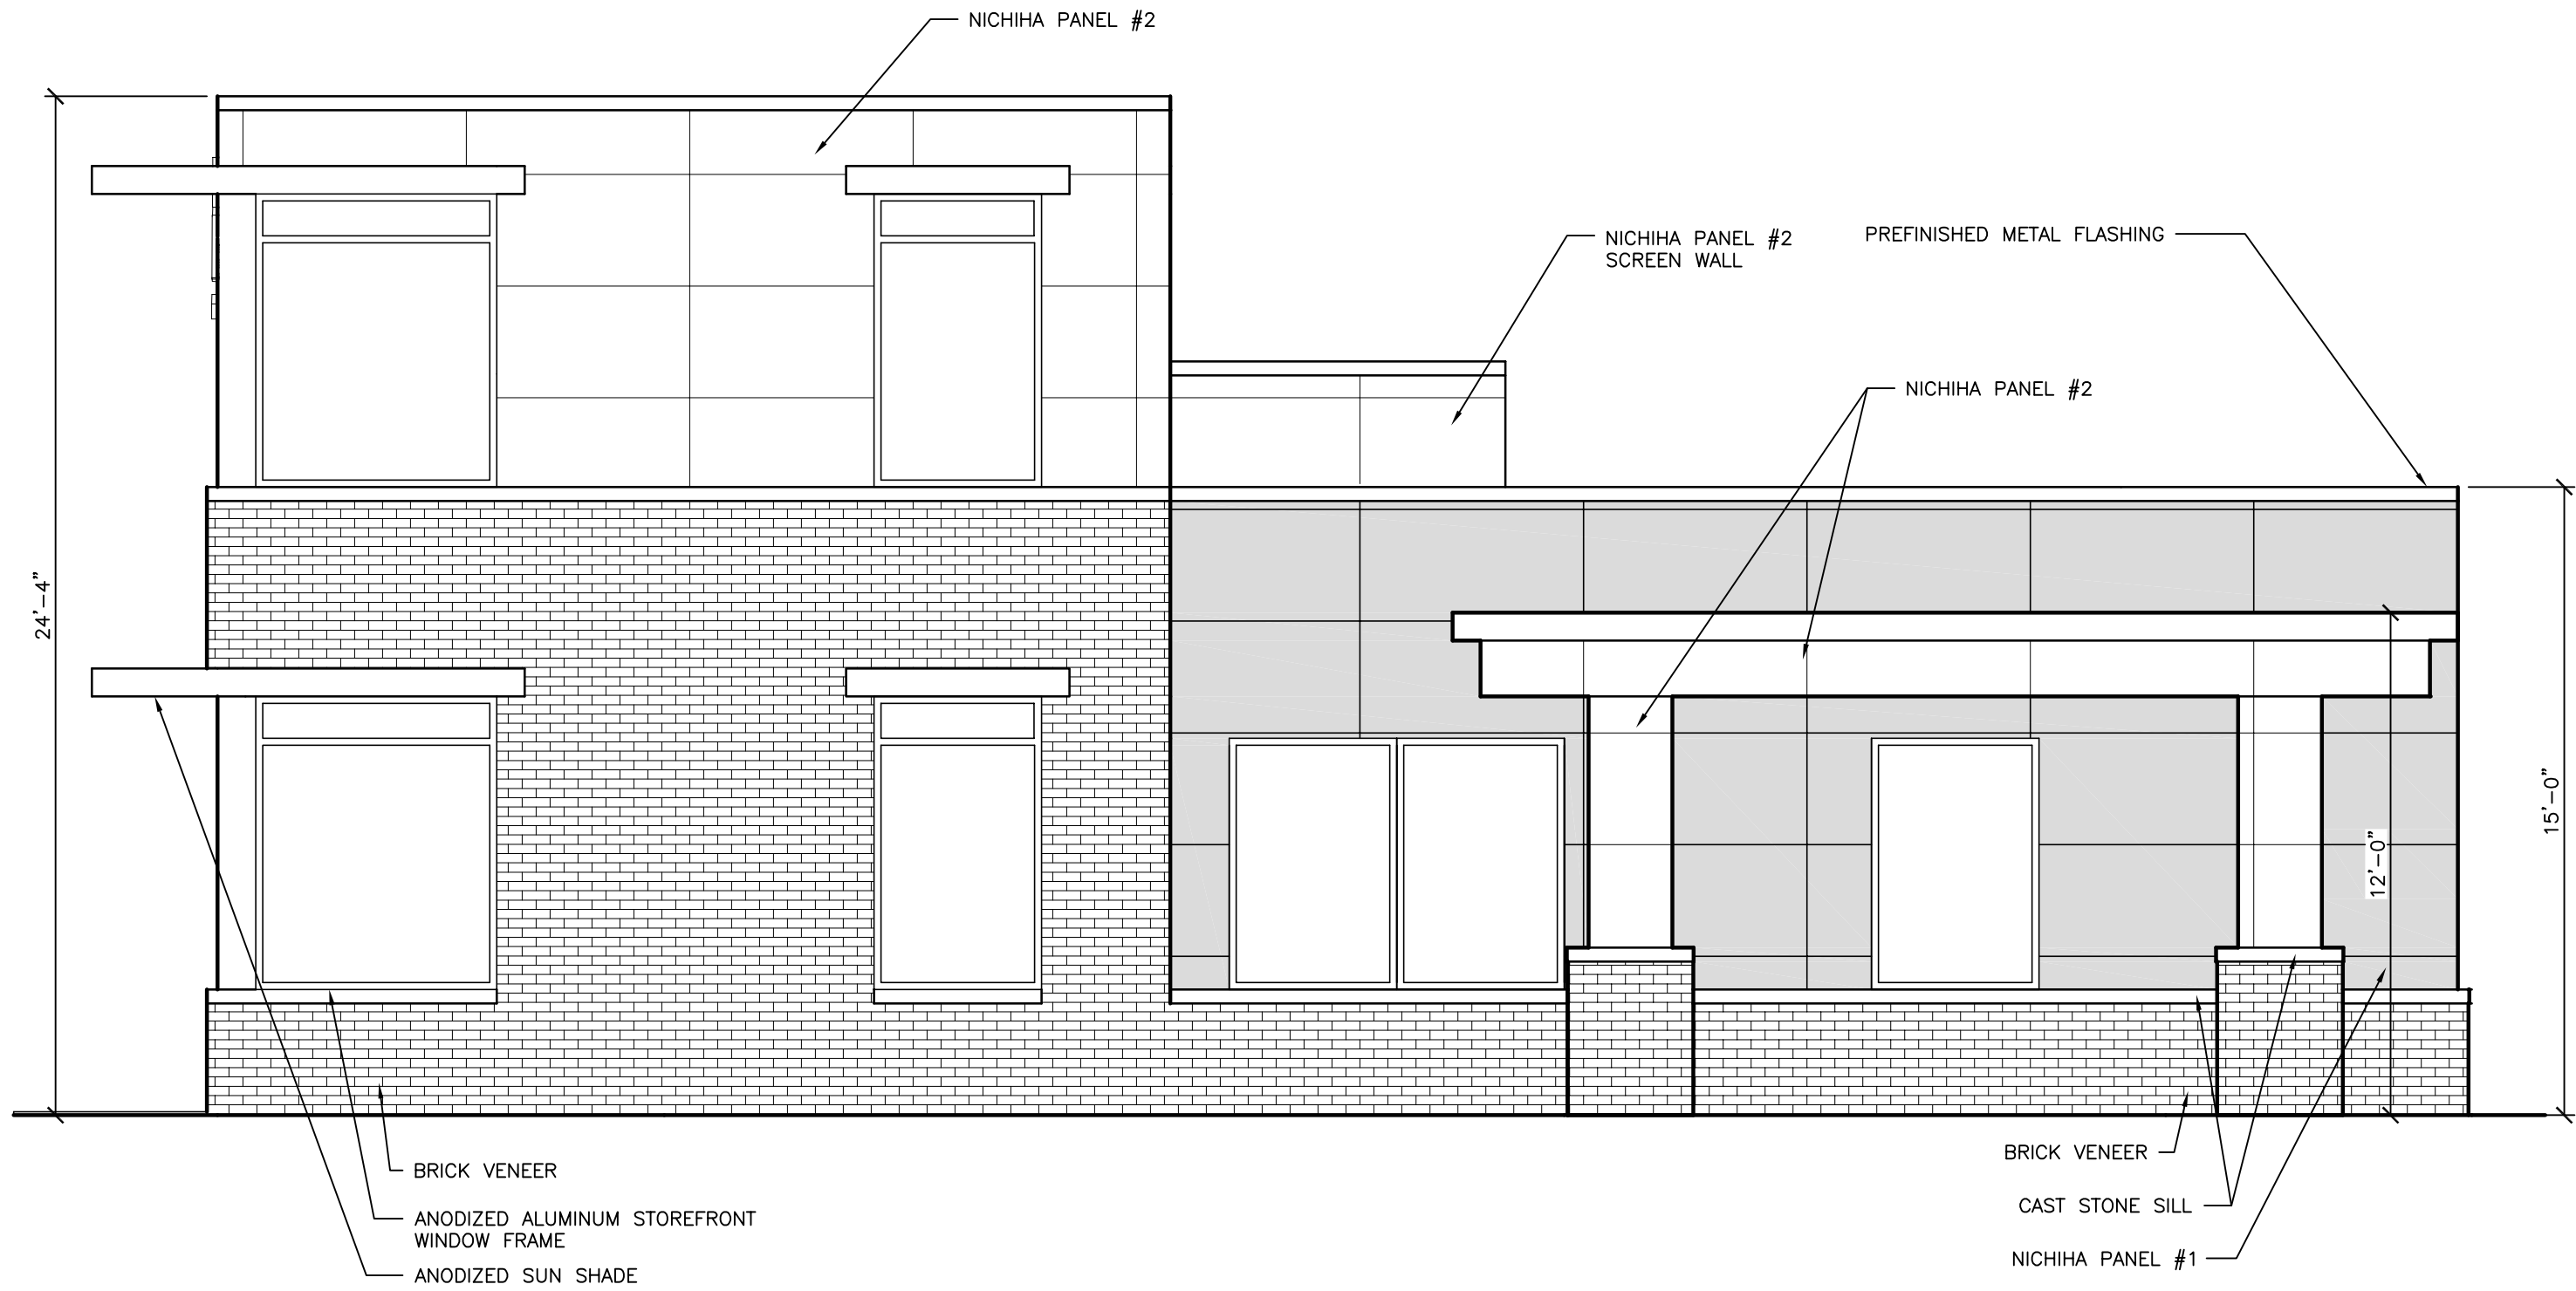 NICHIHA PANEL #2
NICHIHA PANEL #2
SCREEN WALL
PREFINISHED METAL FLASHING
NICHIHA PANEL #2
24'-4"
15'-0"
12'-0"
BRICK VENEER
ANODIZED ALUMINUM STOREFRONT
WINDOW FRAME
ANODIZED SUN SHADE
BRICK VENEER
CAST STONE SILL
NICHIHA PANEL #1